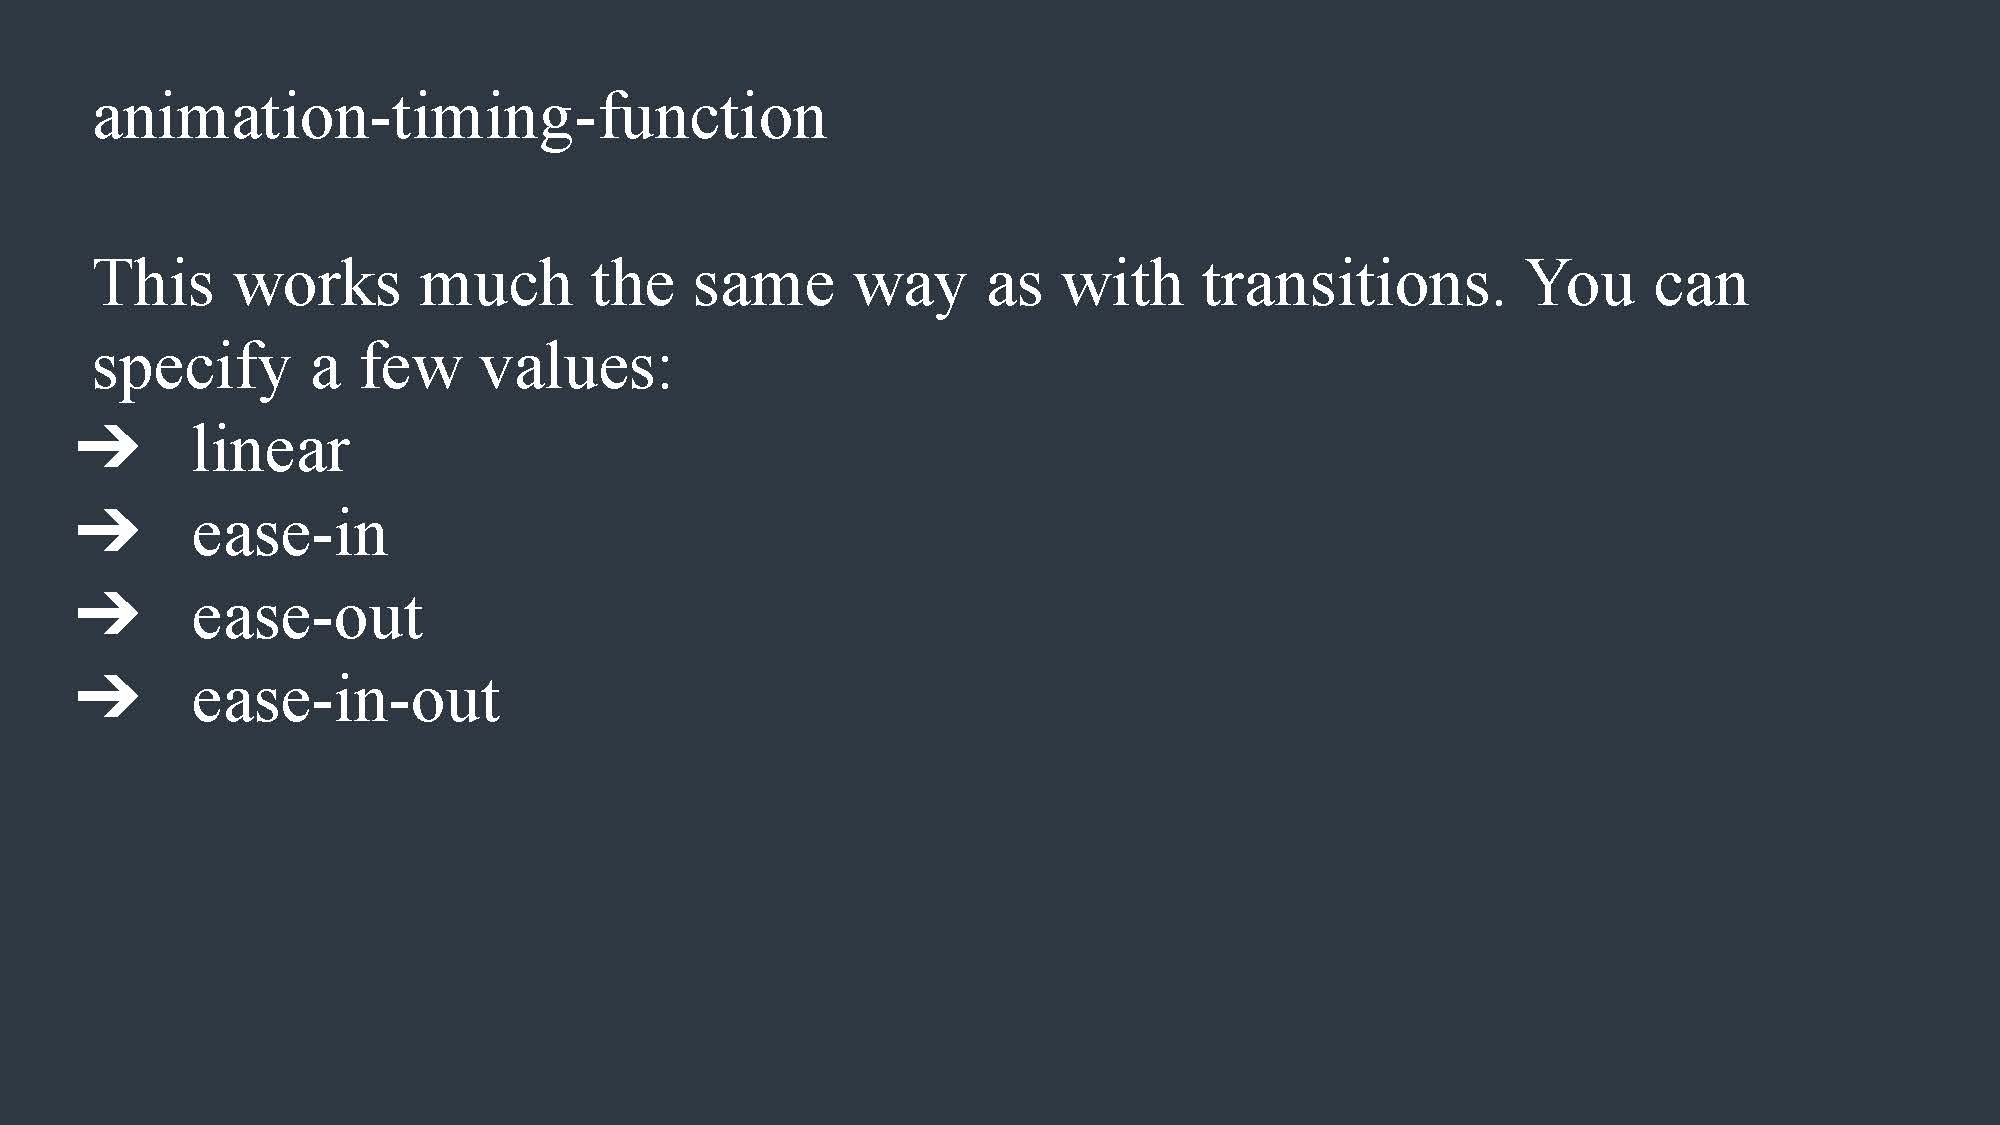 animation-timing-function
This works much the same way as with transitions. You can
specify a few values:
➔ linear
➔ ease-in
➔ ease-out
➔ ease-in-out